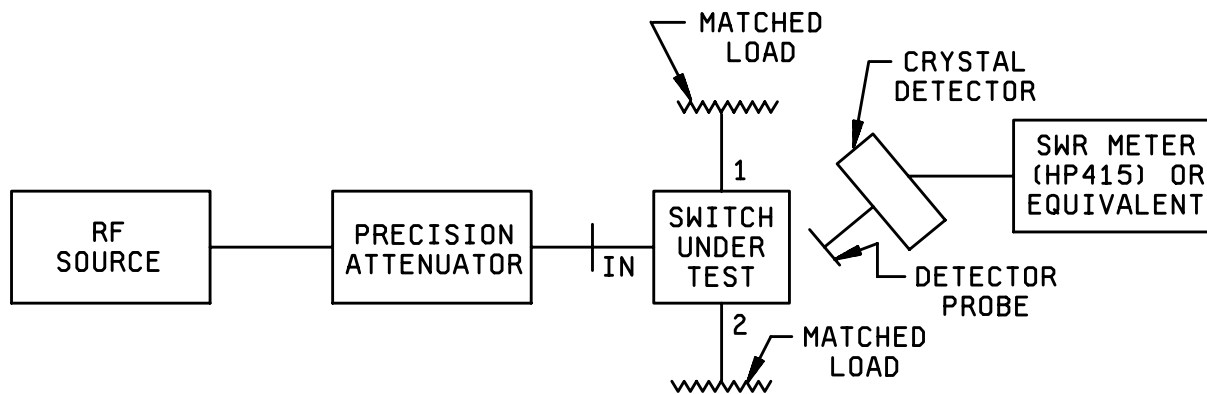 MATCHED
LOAD
CRYSTAL
DETECTOR
SWR METER
(HP415) OR
EQUIVALENT
1
RF
SOURCE
PRECISION
ATTENUATOR
IN
SWITCH
UNDER
TEST
DETECTOR
PROBE
2
MATCHED
LOAD